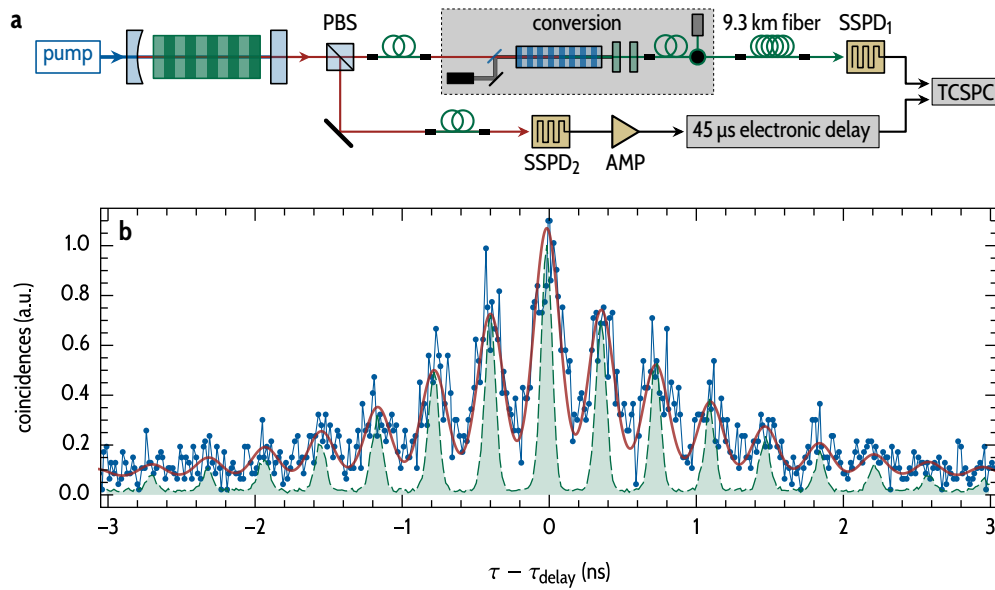 a
PBS
conversion
9.3 km fiber
SSPD₁
pump
TCSPC
45 μs electronic delay
SSPD₂
AMP
b
1.0
0.8
0.6
0.4
0.2
0.0
coincidences (a.u.)
−3
−2
−1
0
1
2
3
τ − τdelay (ns)